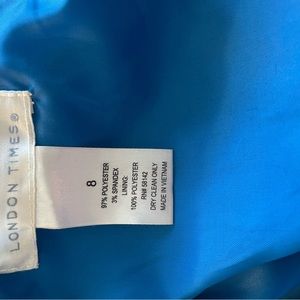 LONDON TIMES®
8
97% POLYESTER
3% SPANDEX
LINING:
100% POLYESTER
RN# 58142
DRY CLEAN ONLY
MADE IN VIETNAM